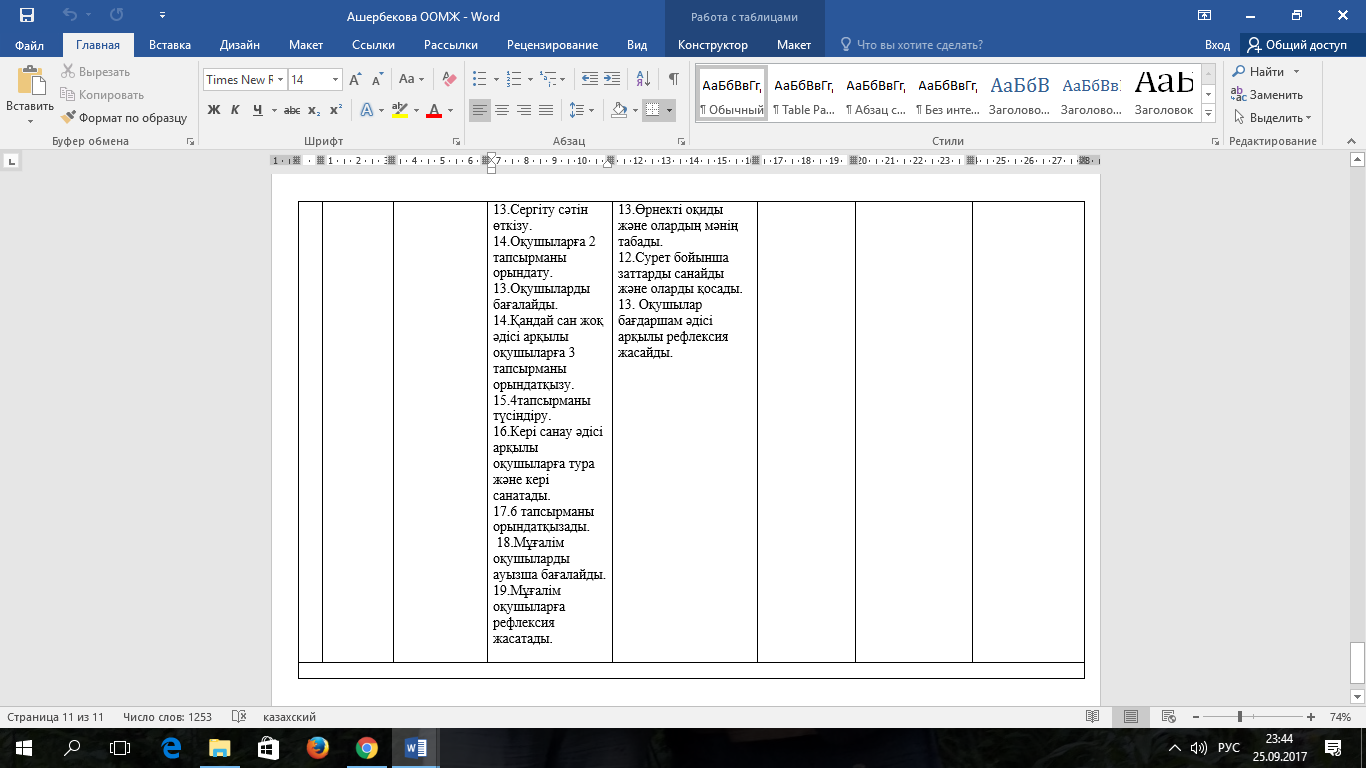 Ашербекова ООМЖ - Word
Работа с таблицами
Файл
Главная
Вставка
Дизайн
Макет
Ссылки
Рассылки
Рецензирование
Вид
Конструктор
Макет
Что вы хотите сделать?
Вход
Общий доступ
Вставить
Вырезать
Копировать
Формат по образцу
Буфер обмена
Times New R
14
Ж К Ч abc x₂ x²
Шрифт
Абзац
АаБбВвГг,
¶ Обычный
АаБбВвГг,
¶ Table Pa...
АаБбВвГг,
¶ Абзац с...
АаБбВвГг,
¶ Без инте...
АаБбВ
Заголово...
АаБбВв
Заголово...
АаБ
Заголовок
Стили
Найти
Заменить
Выделить
Редактирование
13.Сергіту сәтін
өткізу.
14.Оқушыларға 2
тапсырманы
орындату.
13.Оқушыларды
бағалайды.
14.Қандай сан жоқ
әдісі арқылы
оқушыларға 3
тапсырманы
орындатқызу.
15.4тапсырманы
түсіндіру.
16.Кері санау әдісі
арқылы
оқушыларға тура
және кері
санатады.
17.6 тапсырманы
орындатқызады.
18.Мұғалім
оқушыларды
ауызша бағалайды.
19.Мұғалім
оқушыларға
рефлексия
жасатады.
13.Өрнекті оқиды
және олардың мәнің
табады.
12.Сурет бойынша
заттарды санайды
және оларды қосады.
13. Оқушылар
бағдаршам әдісі
арқылы рефлексия
жасайды.
Страница 11 из 11
Число слов: 1253
казахский
74%
РУС
23:44
25.09.2017